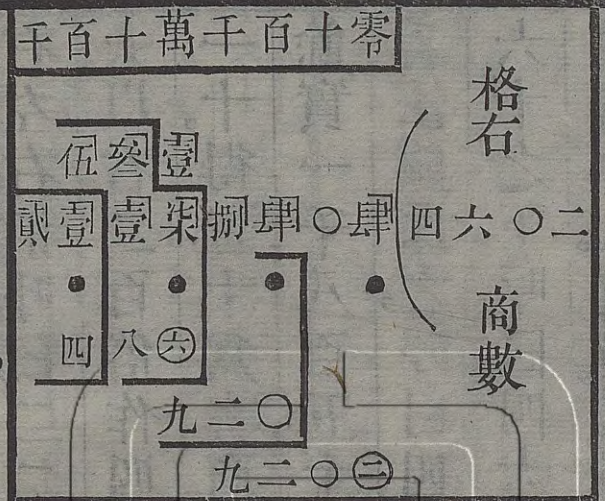 千百十萬千百十零
格右
伍叅壹
貳壹壹柒捌肆〇肆
四六〇二
商數
四八㊅
九二〇
九二〇㊁